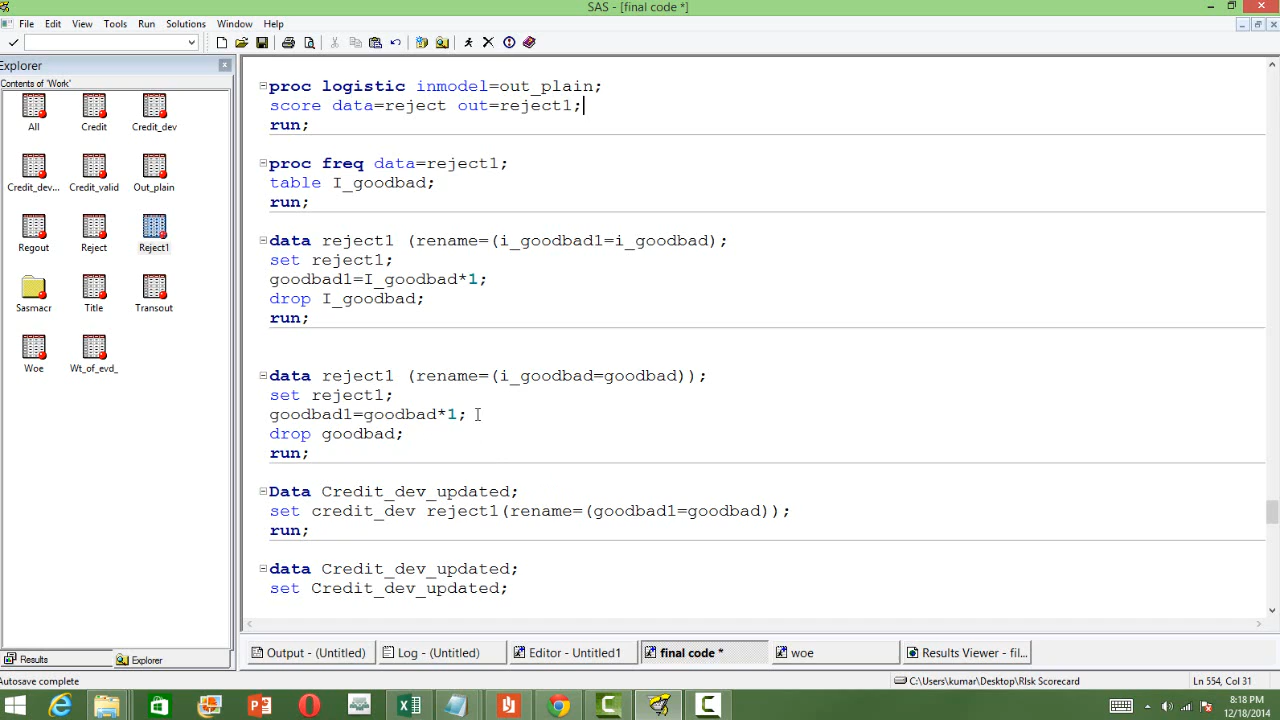 SAS - [final code *]
File Edit View Tools Run Solutions Window Help
Explorer
Contents of 'Work'
All Credit Credit_dev
Credit_dev... Credit_valid Out_plain
Regout Reject Reject1
Sasmacr Title Transout
Woe Wt_of_evd_
proc logistic inmodel=out_plain;
score data=reject out=reject1;
run;
proc freq data=reject1;
table I_goodbad;
run;
data reject1 (rename=(i_goodbad1=i_goodbad);
set reject1;
goodbad1=I_goodbad*1;
drop I_goodbad;
run;
data reject1 (rename=(i_goodbad=goodbad));
set reject1;
goodbad1=goodbad*1;
drop goodbad;
run;
Data Credit_dev_updated;
set credit_dev reject1(rename=(goodbad1=goodbad));
run;
data Credit_dev_updated;
set Credit_dev_updated;
Results Explorer
Output - (Untitled) Log - (Untitled) Editor - Untitled1 final code * woe Results Viewer - fil...
Autosave complete
C:\Users\kumar\Desktop\RIsk Scorecard
Ln 554, Col 31
8:18 PM
12/18/2014